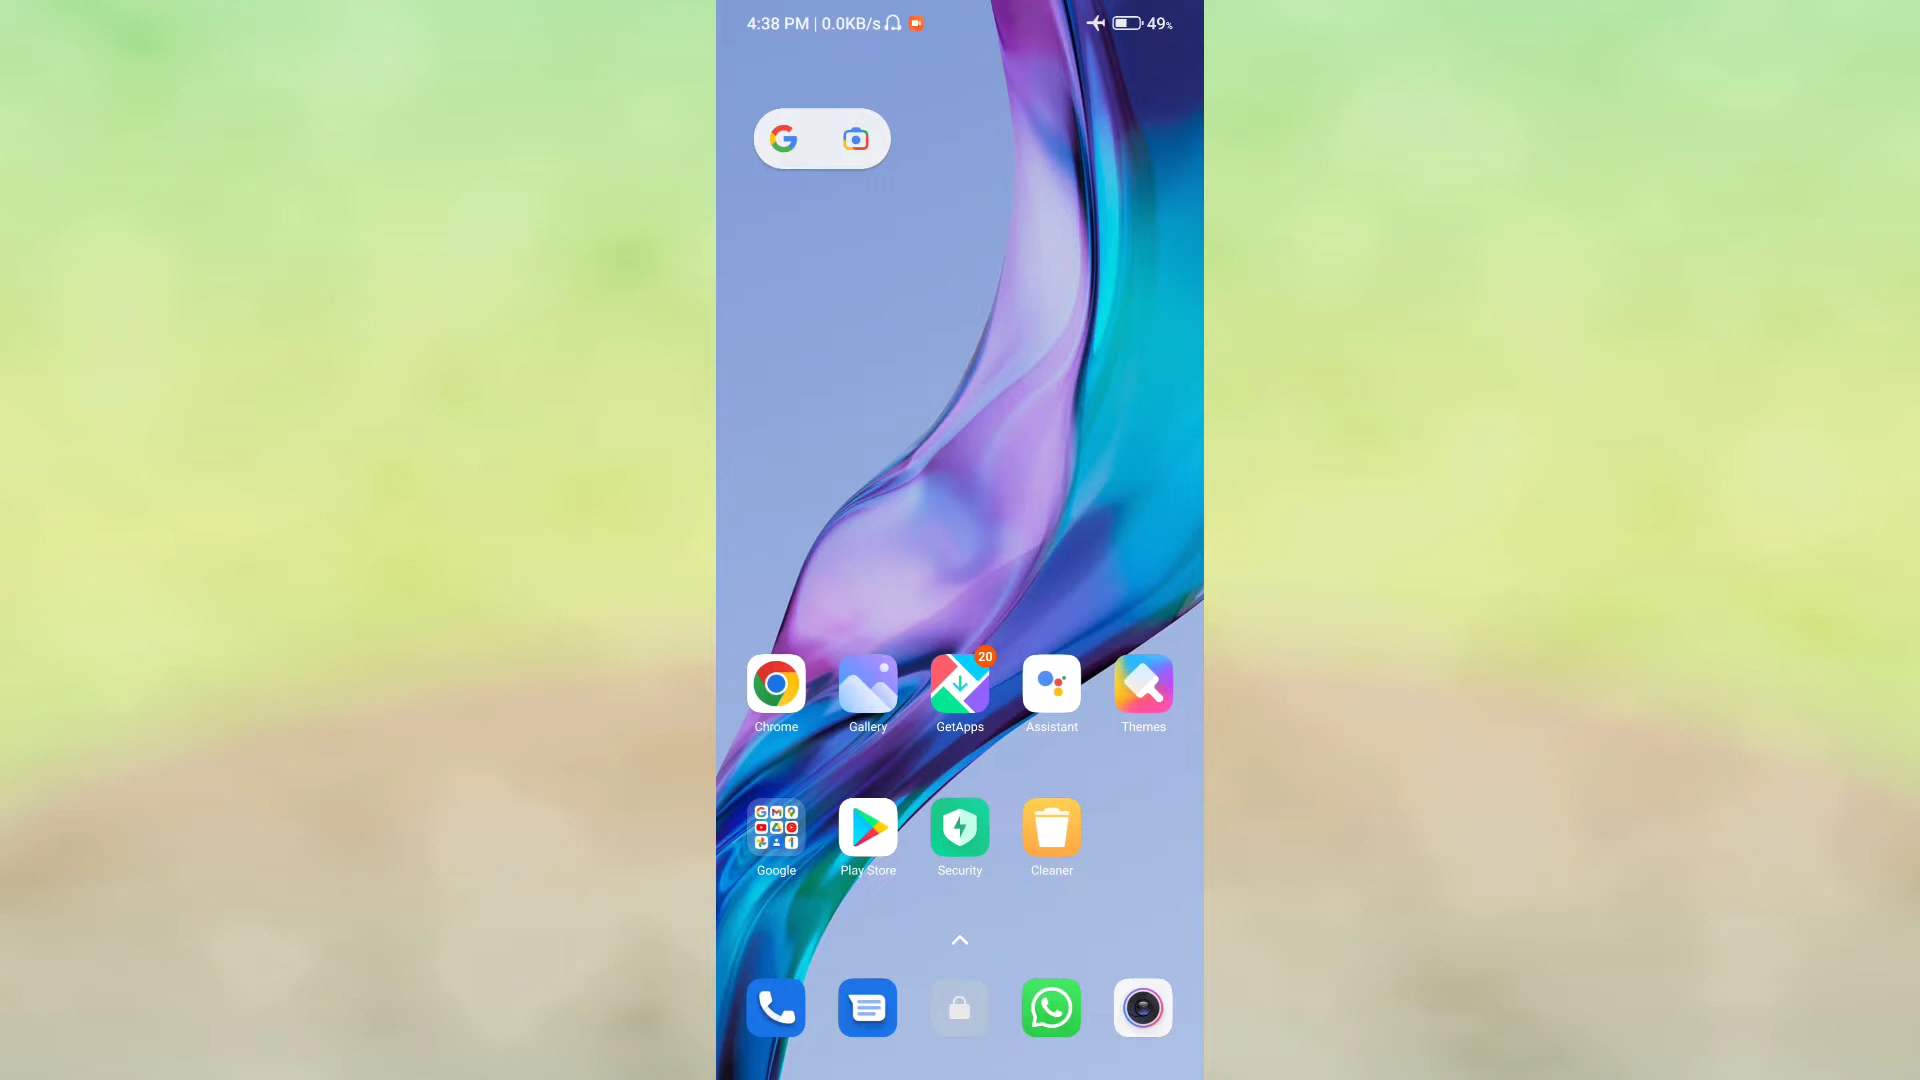 4:38 PM | 0.0KB/s 49%
20
Chrome Gallery GetApps Assistant Themes
Google Play Store Security Cleaner